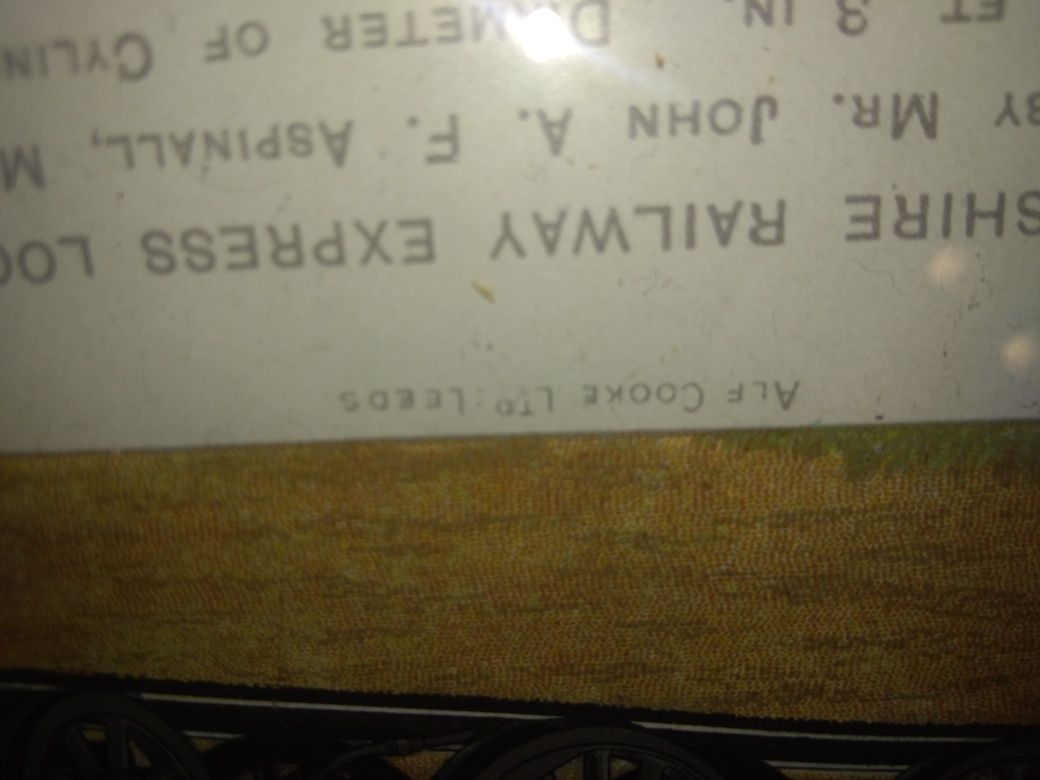 ALF COOKE LTD. LEEDS
SHIRE RAILWAY EXPRESS LOC
BY MR. JOHN A. F. ASPINALL, M
FT 3 IN. DIAMETER OF CYLIN